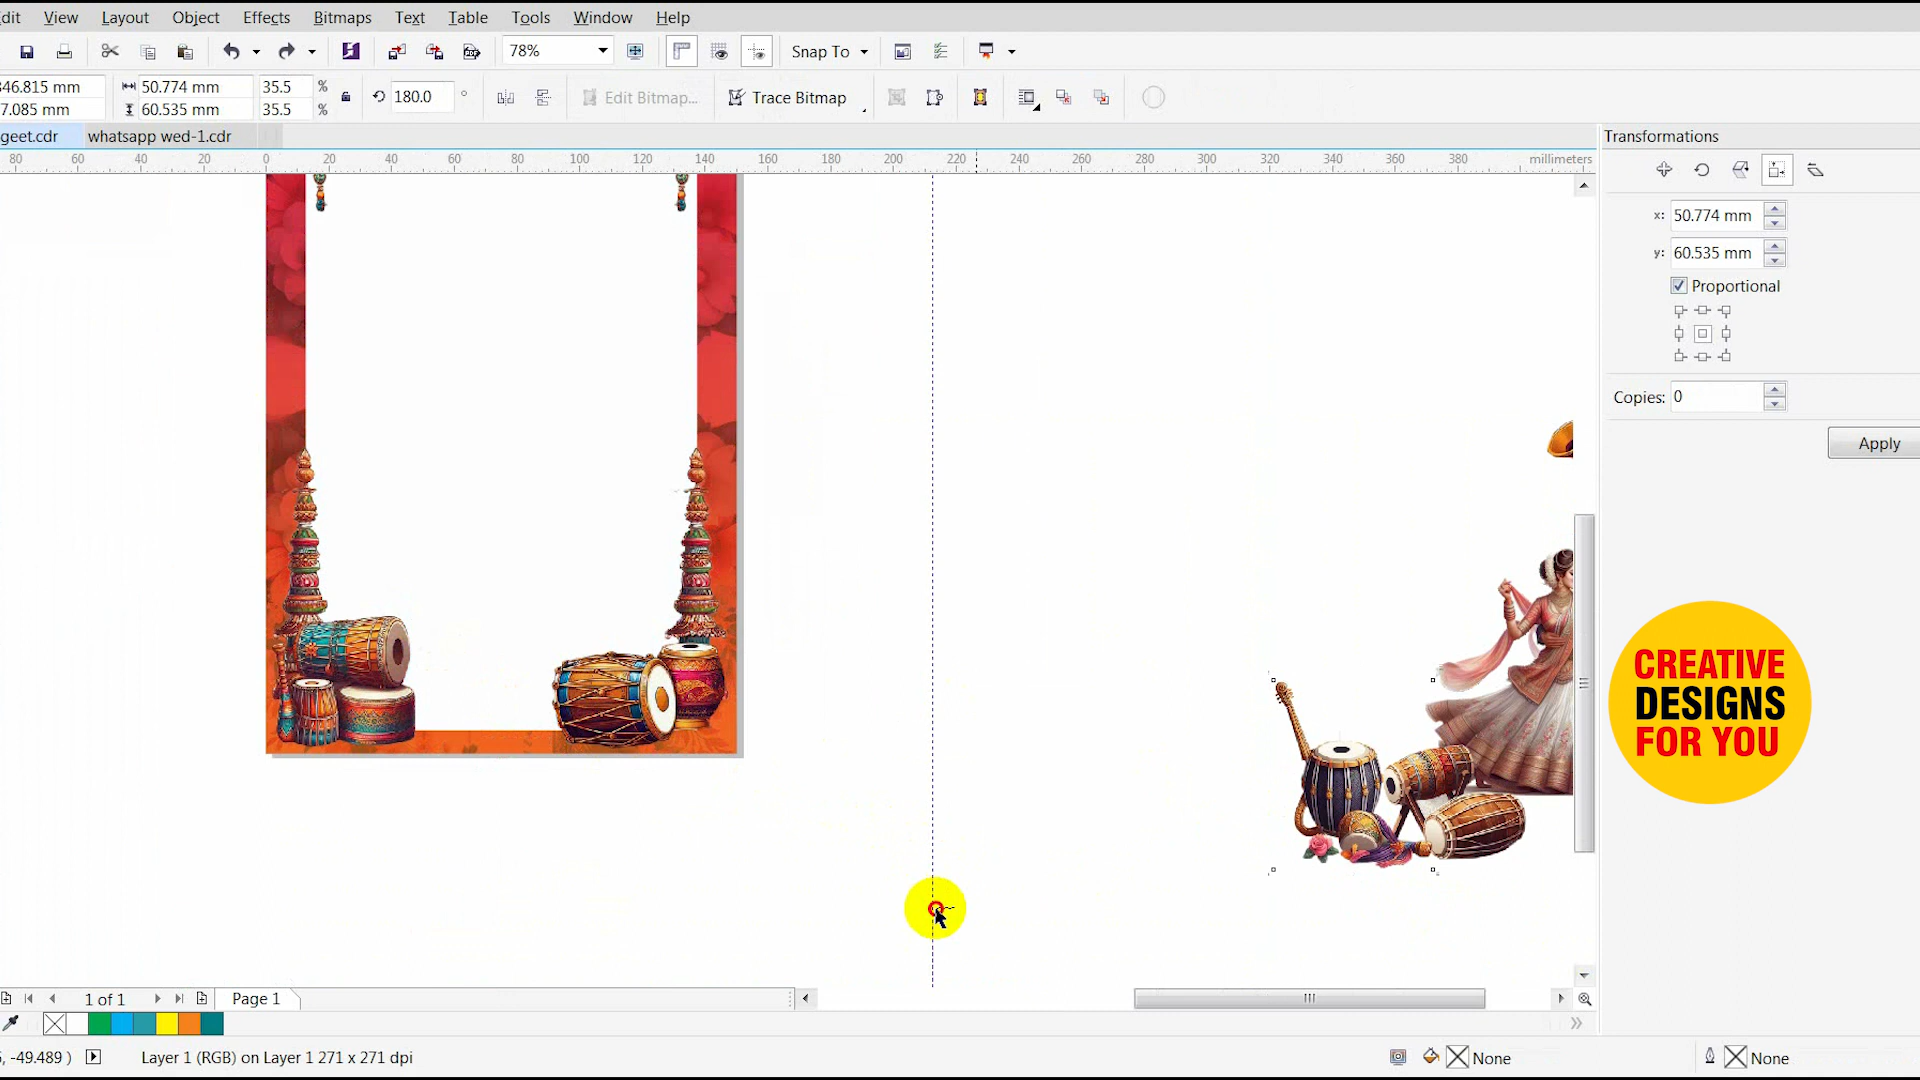 dit View Layout Object Effects Bitmaps Text Table Tools Window Help
78% Snap To
346.815 mm 50.774 mm 35.5 %
7.085 mm 60.535 mm 35.5 %
180.0 °
Edit Bitmap... Trace Bitmap
geet.cdr whatsapp wed-1.cdr
80 60 40 20 0 20 40 60 80 100 120 140 160 180 200 220 240 260 280 300 320 340 360 380 millimeters
Transformations
x: 50.774 mm
y: 60.535 mm
Proportional
Copies: 0
Apply
CREATIVE
DESIGNS
FOR YOU
1 of 1 Page 1
, -49.489 ) Layer 1 (RGB) on Layer 1 271 x 271 dpi None None